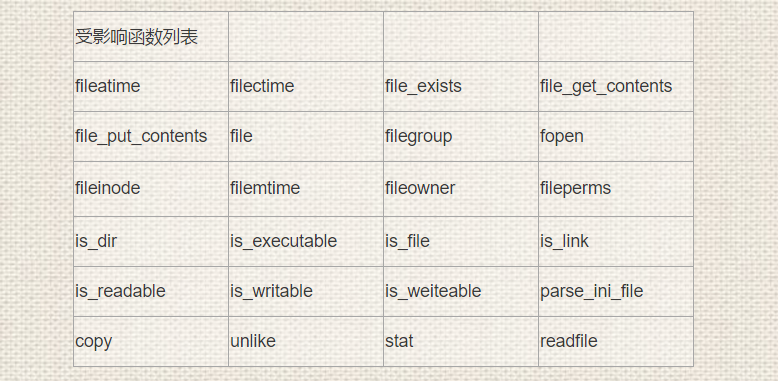 受影响函数列表
fileatime filectime file_exists file_get_contents
file_put_contents file filegroup fopen
fileinode filemtime fileowner fileperms
is_dir is_executable is_file is_link
is_readable is_writable is_weiteable parse_ini_file
copy unlike stat readfile